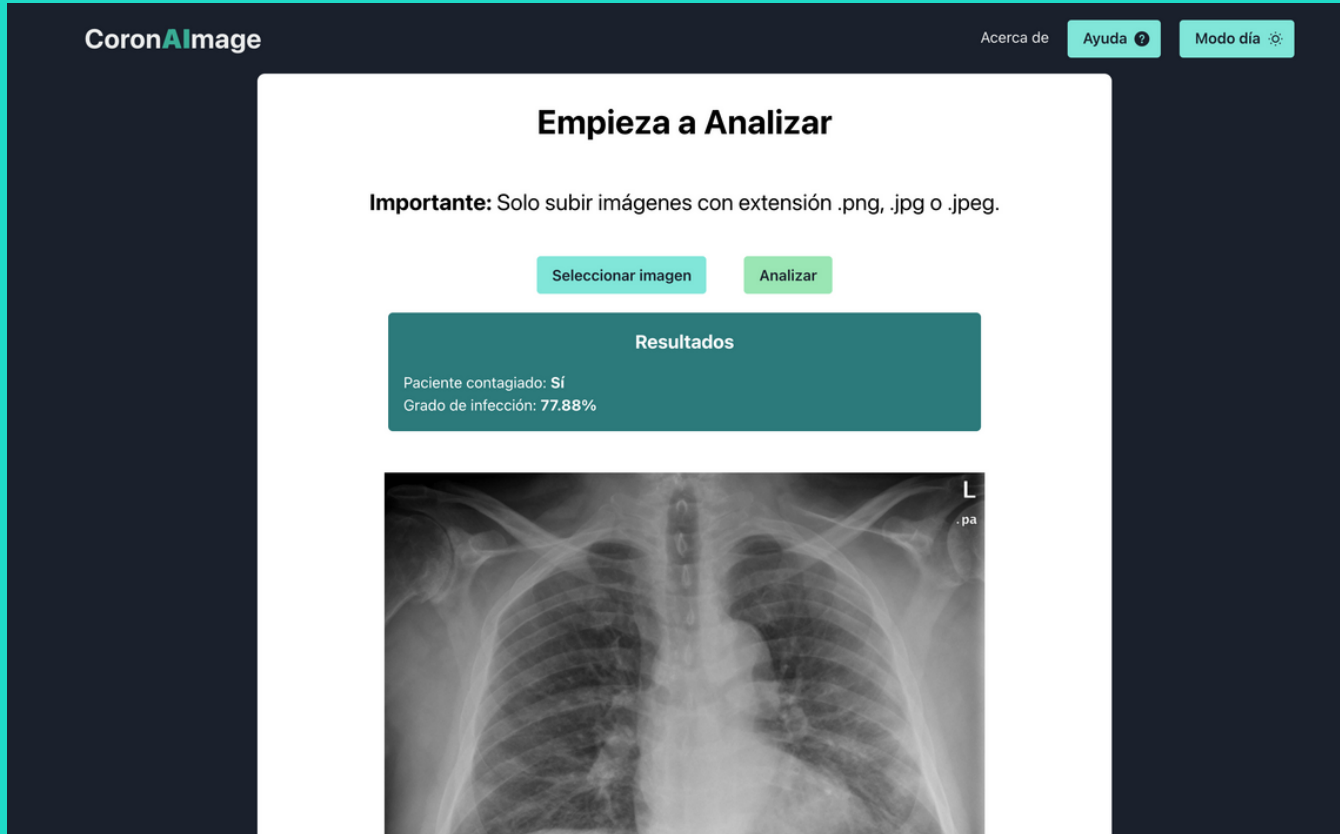 CoronAImage
Acerca de
Ayuda ?
Modo día
Empieza a Analizar
Importante: Solo subir imágenes con extensión .png, .jpg o .jpeg.
Seleccionar imagen
Analizar
Resultados
Paciente contagiado: Sí
Grado de infección: 77.88%
L
.pa